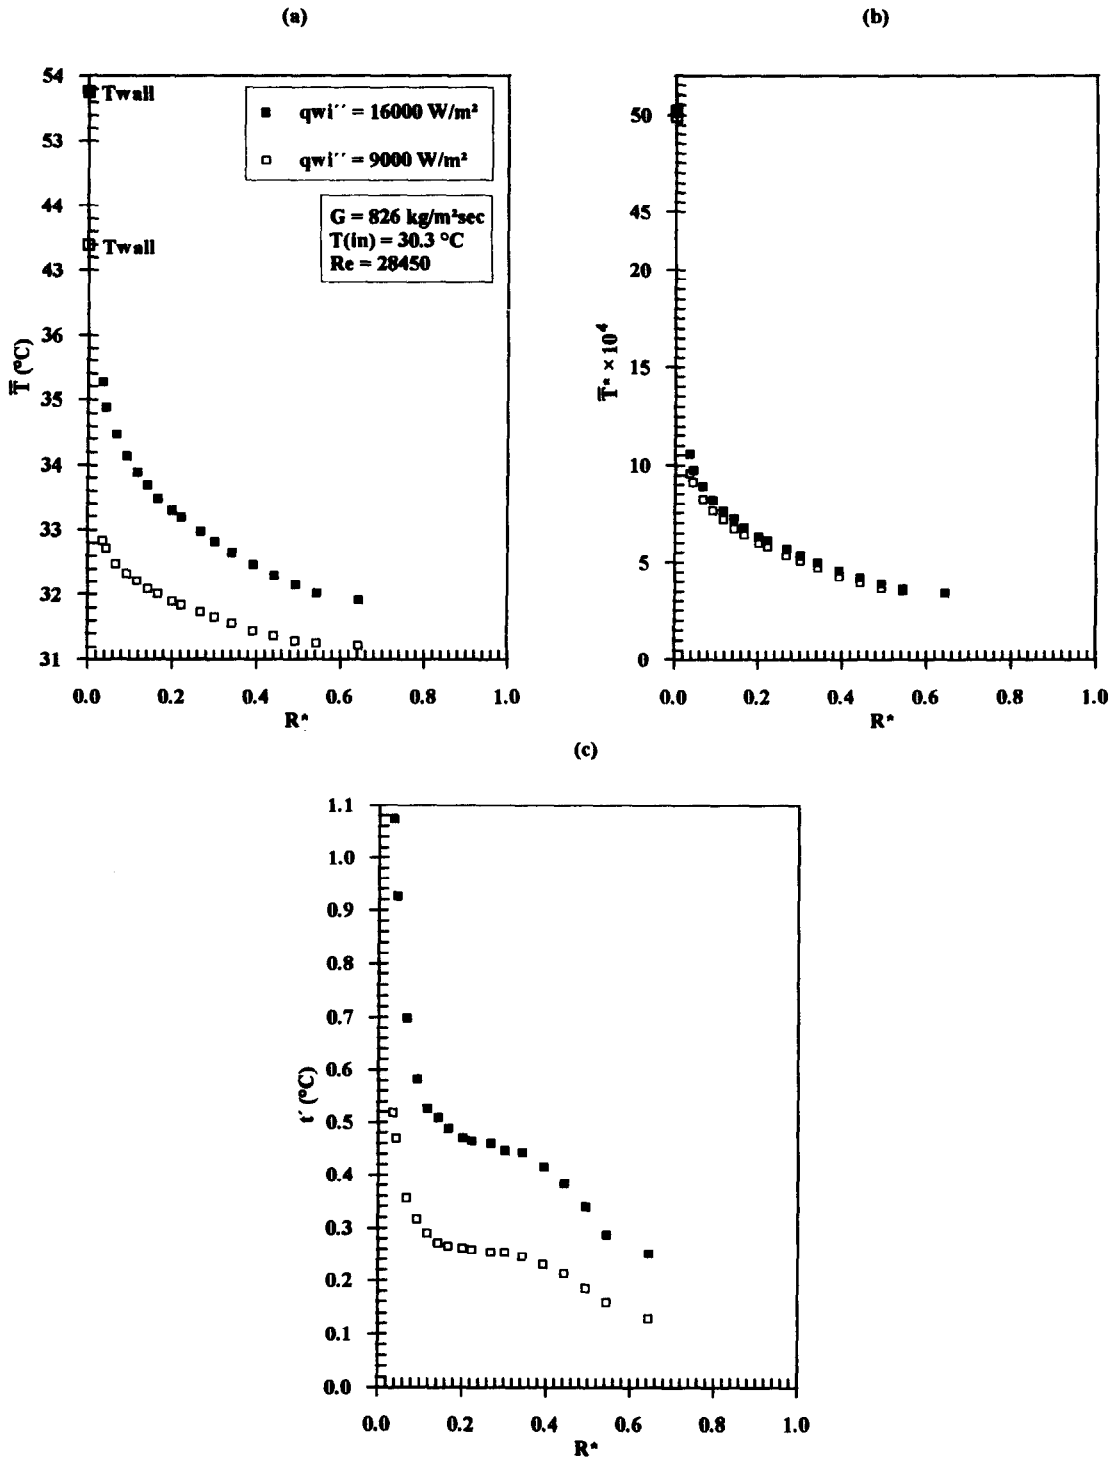 (a)
54
53
44
43
36
35
34
33
32
31
T̅ (°C)
Twall
Twall
qwi´´ = 16000 W/m²
qwi´´ = 9000 W/m²
G = 826 kg/m²sec
T(in) = 30.3 °C
Re = 28450
0.0 0.2 0.4 0.6 0.8 1.0
R*
(b)
50
45
20
15
10
5
0
T̅* × 10⁴
0.0 0.2 0.4 0.6 0.8 1.0
R*
(c)
1.1
1.0
0.9
0.8
0.7
0.6
0.5
0.4
0.3
0.2
0.1
0.0
t´ (°C)
0.0 0.2 0.4 0.6 0.8 1.0
R*